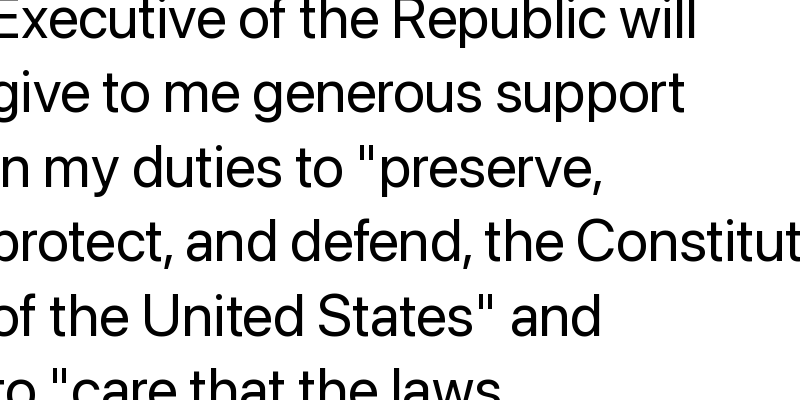 Executive of the Republic will
give to me generous support
in my duties to "preserve,
protect, and defend, the Constitut
of the United States" and
to "care that the laws